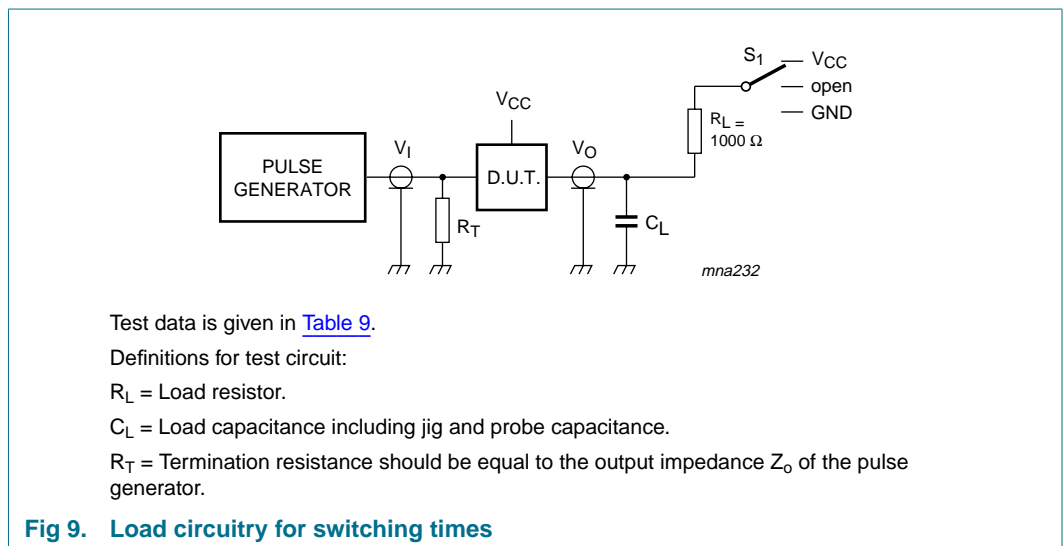 S1
VCC
open
GND
RL =
1000 Ω
VCC
VI
VO
PULSE
GENERATOR
D.U.T.
RT
CL
mna232
Test data is given in Table 9.
Definitions for test circuit:
RL = Load resistor.
CL = Load capacitance including jig and probe capacitance.
RT = Termination resistance should be equal to the output impedance Zo of the pulse
generator.
Fig 9. Load circuitry for switching times